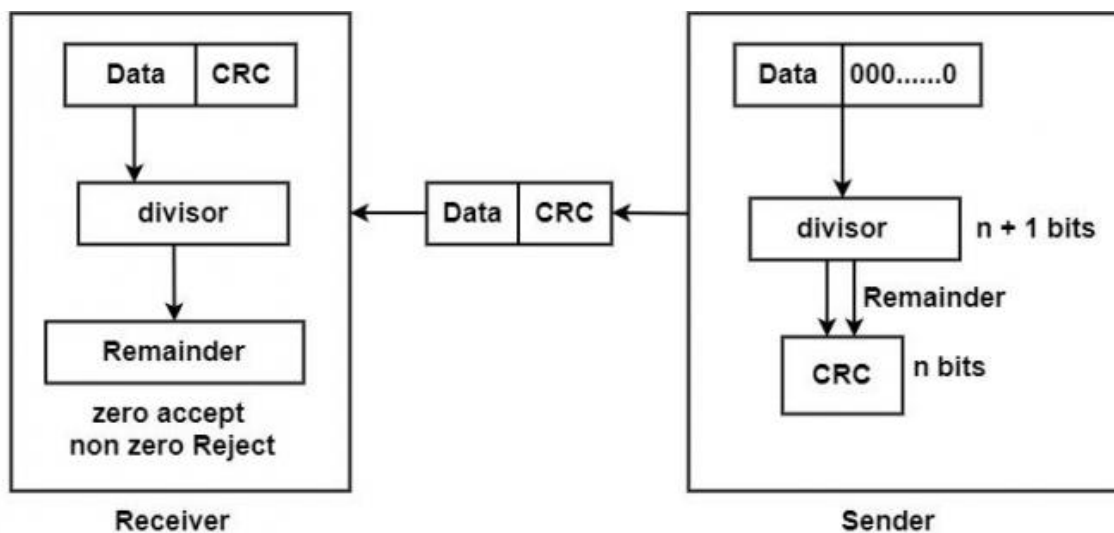 Data CRC
divisor
Remainder
zero accept
non zero Reject
Receiver
Data CRC
Data 000......0
divisor n + 1 bits
Remainder
CRC n bits
Sender